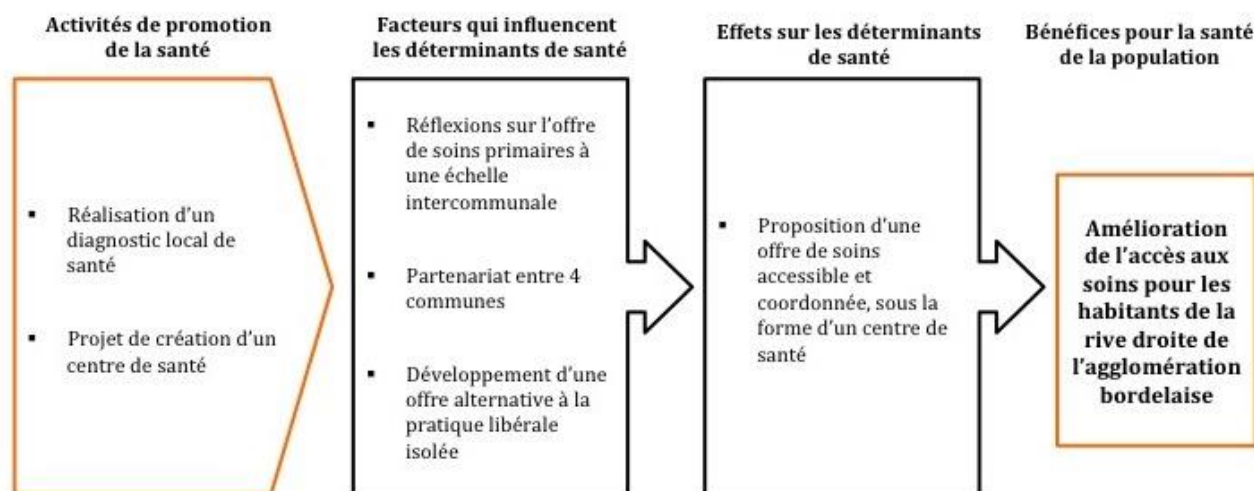 Activités de promotion
de la santé
Facteurs qui influencent
les déterminants de santé
Effets sur les déterminants
de santé
Bénéfices pour la santé
de la population
▪ Réalisation d’un
diagnostic local de
santé
▪ Projet de création d’un
centre de santé
▪ Réflexions sur l’offre
de soins primaires à
une échelle
intercommunale
▪ Partenariat entre 4
communes
▪ Développement d’une
offre alternative à la
pratique libérale
isolée
▪ Proposition d’une
offre de soins
accessible et
coordonnée, sous la
forme d’un centre de
santé
Amélioration
de l’accès aux
soins pour les
habitants de la
rive droite de
l’agglomération
bordelaise